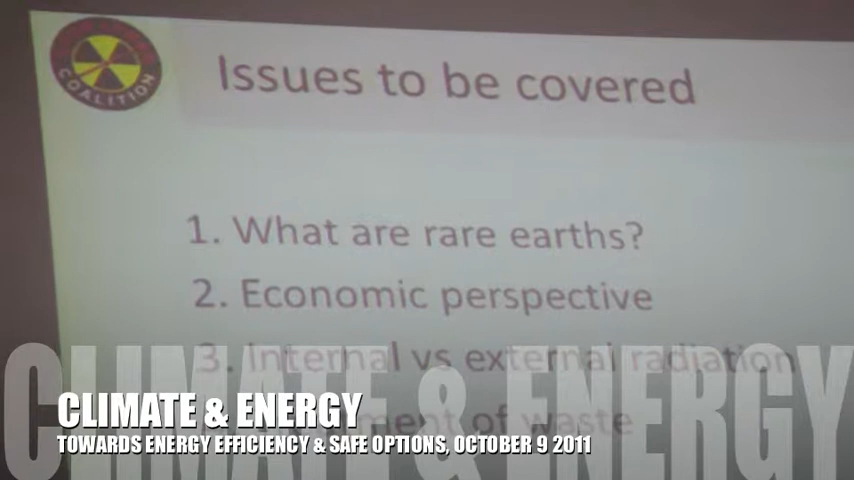 COALITION
Issues to be covered
1. What are rare earths?
2. Economic perspective
3. Internal vs external radiation
ment of waste
CLIMATE & ENERGY
CLIMATE & ENERGY
TOWARDS ENERGY EFFICIENCY & SAFE OPTIONS, OCTOBER 9 2011